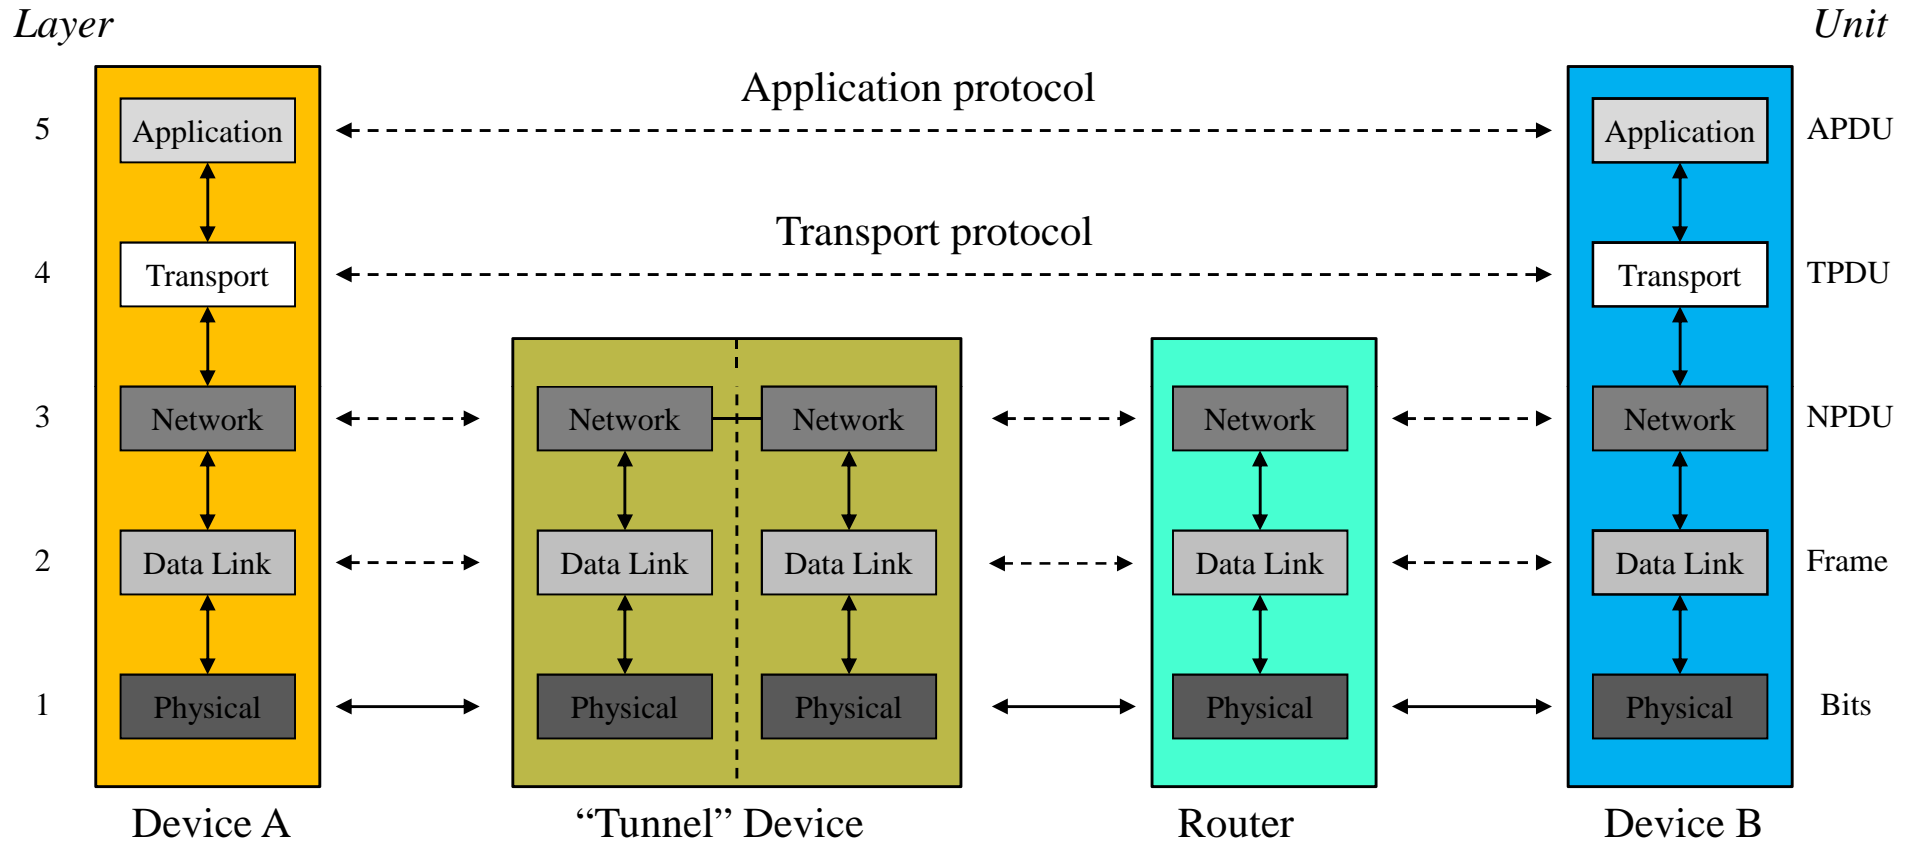 Layer
Unit
Application protocol
5
Application
Application
APDU
Transport protocol
4
Transport
Transport
TPDU
3
Network
Network
Network
Network
Network
NPDU
2
Data Link
Data Link
Data Link
Data Link
Data Link
Frame
1
Physical
Physical
Physical
Physical
Physical
Bits
Device A
“Tunnel” Device
Router
Device B